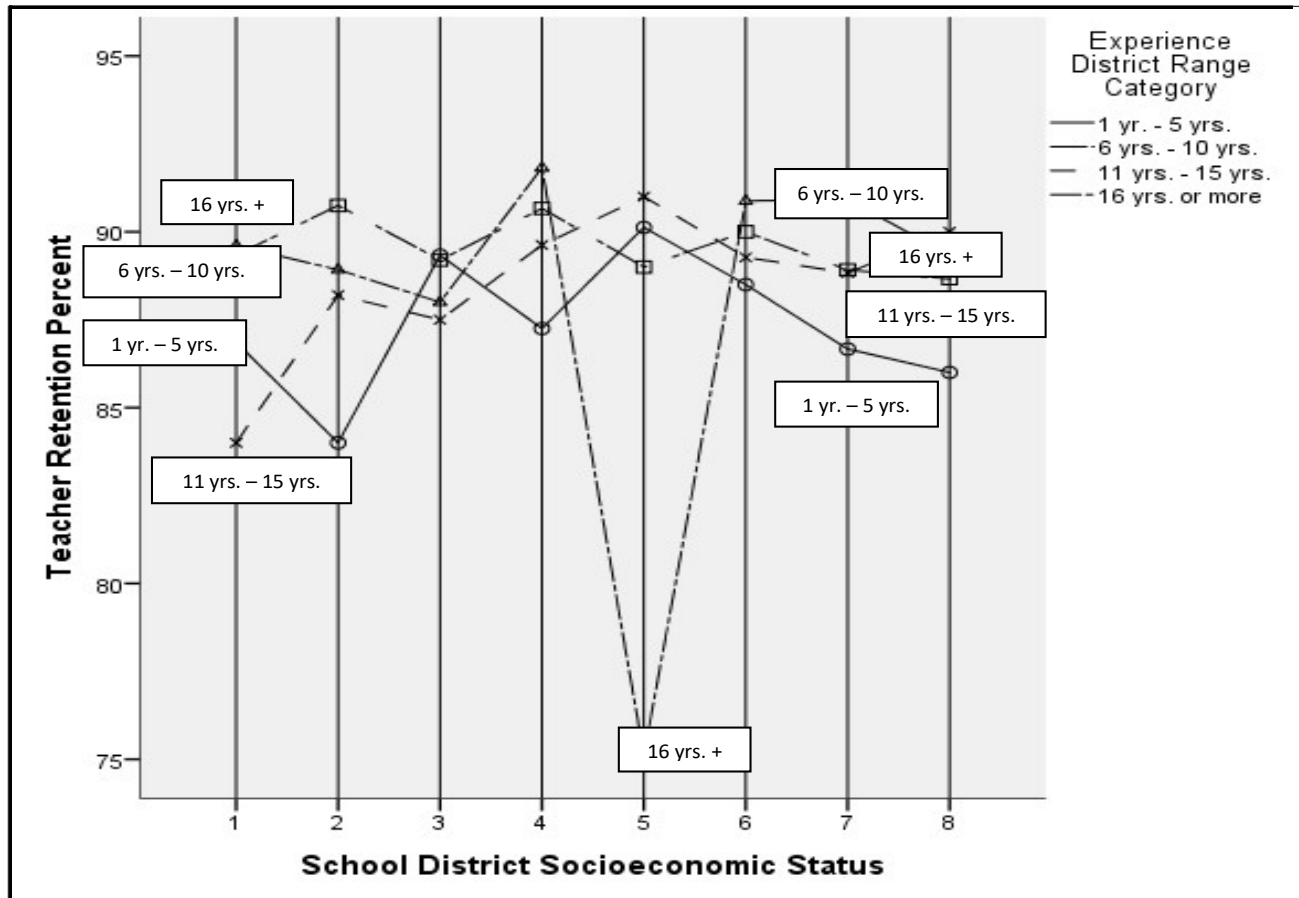 Experience
District Range
Category
1 yr. - 5 yrs.
6 yrs. - 10 yrs.
11 yrs. - 15 yrs.
16 yrs. or more
Teacher Retention Percent
95
90
85
80
75
16 yrs. +
6 yrs. – 10 yrs.
1 yr. – 5 yrs.
11 yrs. – 15 yrs.
6 yrs. – 10 yrs.
16 yrs. +
11 yrs. – 15 yrs.
1 yr. – 5 yrs.
16 yrs. +
1 2 3 4 5 6 7 8
School District Socioeconomic Status